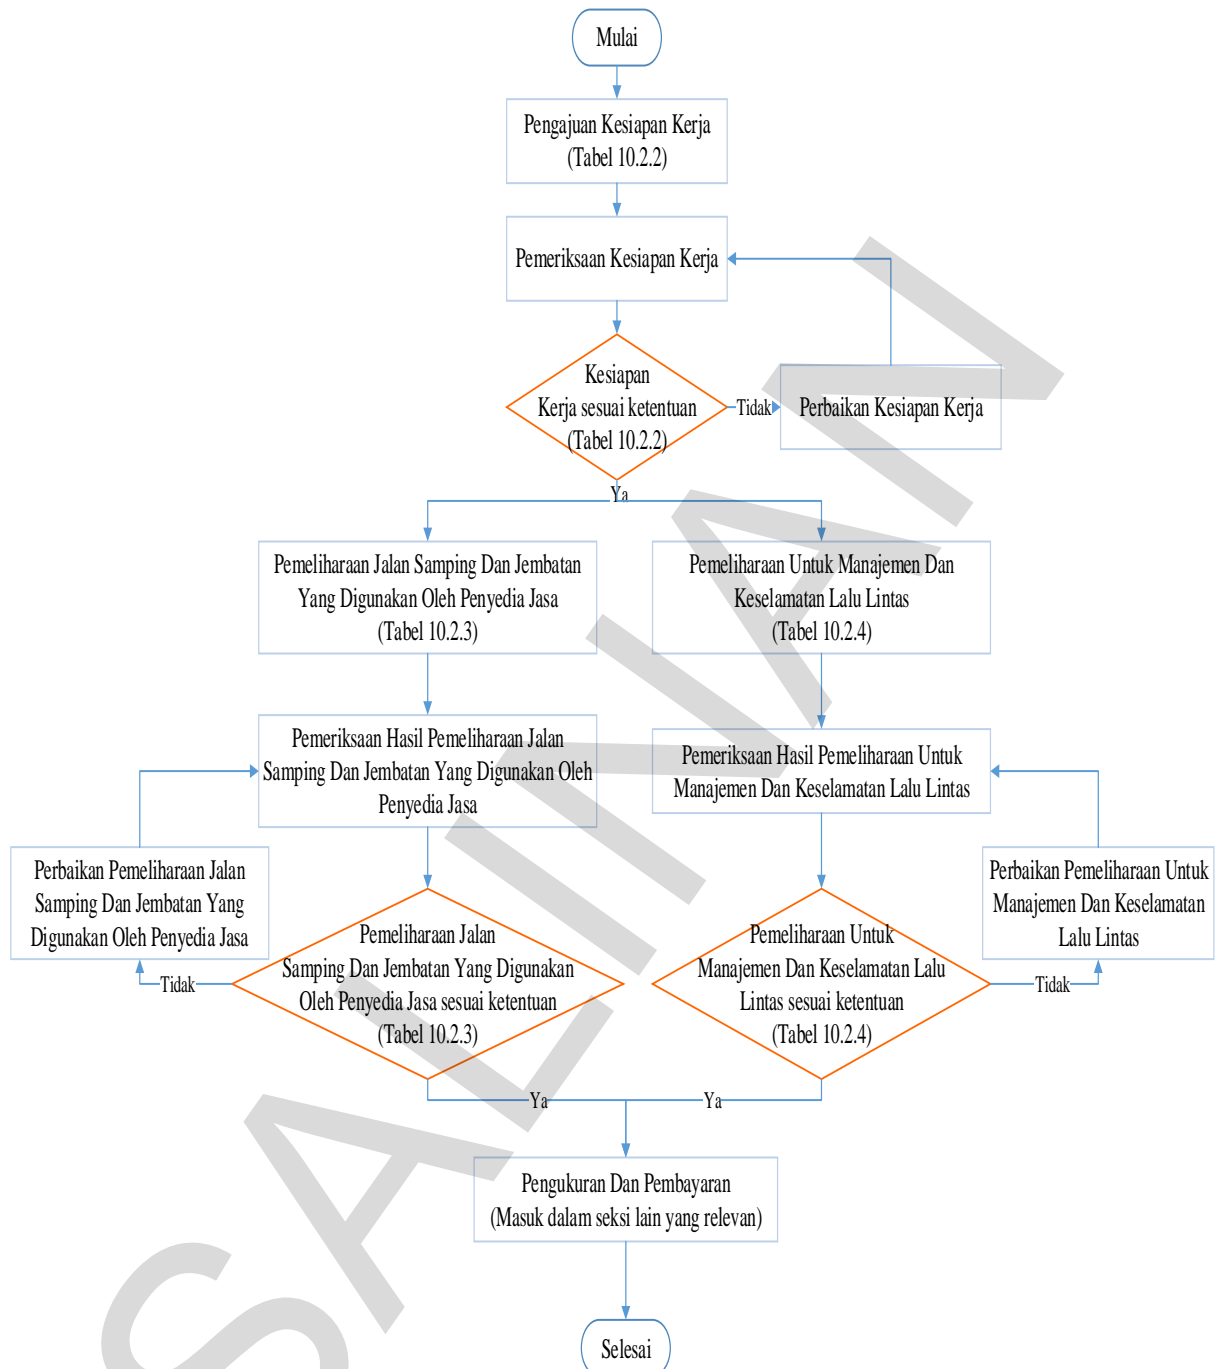 Mulai
Pengajuan Kesiapan Kerja
(Tabel 10.2.2)
Pemeriksaan Kesiapan Kerja
Kesiapan
Kerja sesuai ketentuan
(Tabel 10.2.2)
Tidak
Perbaikan Kesiapan Kerja
Ya
Pemeliharaan Jalan Samping Dan Jembatan
Yang Digunakan Oleh Penyedia Jasa
(Tabel 10.2.3)
Pemeliharaan Untuk Manajemen Dan
Keselamatan Lalu Lintas
(Tabel 10.2.4)
Pemeriksaan Hasil Pemeliharaan Jalan
Samping Dan Jembatan Yang Digunakan Oleh
Penyedia Jasa
Pemeriksaan Hasil Pemeliharaan Untuk
Manajemen Dan Keselamatan Lalu Lintas
Perbaikan Pemeliharaan Jalan
Samping Dan Jembatan Yang
Digunakan Oleh Penyedia Jasa
Perbaikan Pemeliharaan Untuk
Manajemen Dan Keselamatan
Lalu Lintas
Pemeliharaan Jalan
Samping Dan Jembatan Yang Digunakan
Oleh Penyedia Jasa sesuai ketentuan
(Tabel 10.2.3)
Tidak
Pemeliharaan Untuk
Manajemen Dan Keselamatan Lalu
Lintas sesuai ketentuan
(Tabel 10.2.4)
Tidak
Ya
Ya
Pengukuran Dan Pembayaran
(Masuk dalam seksi lain yang relevan)
Selesai
SALINAN